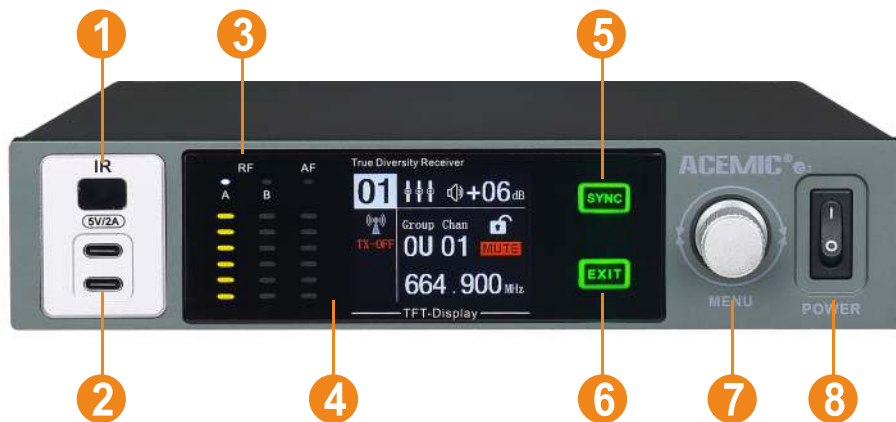 1
3
5
IR
5V/2A
RF
AF
A
B
True Diversity Receiver
01
+06dB
TX-OFF
Group Chan
0U 01
MUTE
664.900MHz
TFT-Display
SYNC
EXIT
ACEMIC®
MENU
I
O
POWER
2
4
6
7
8